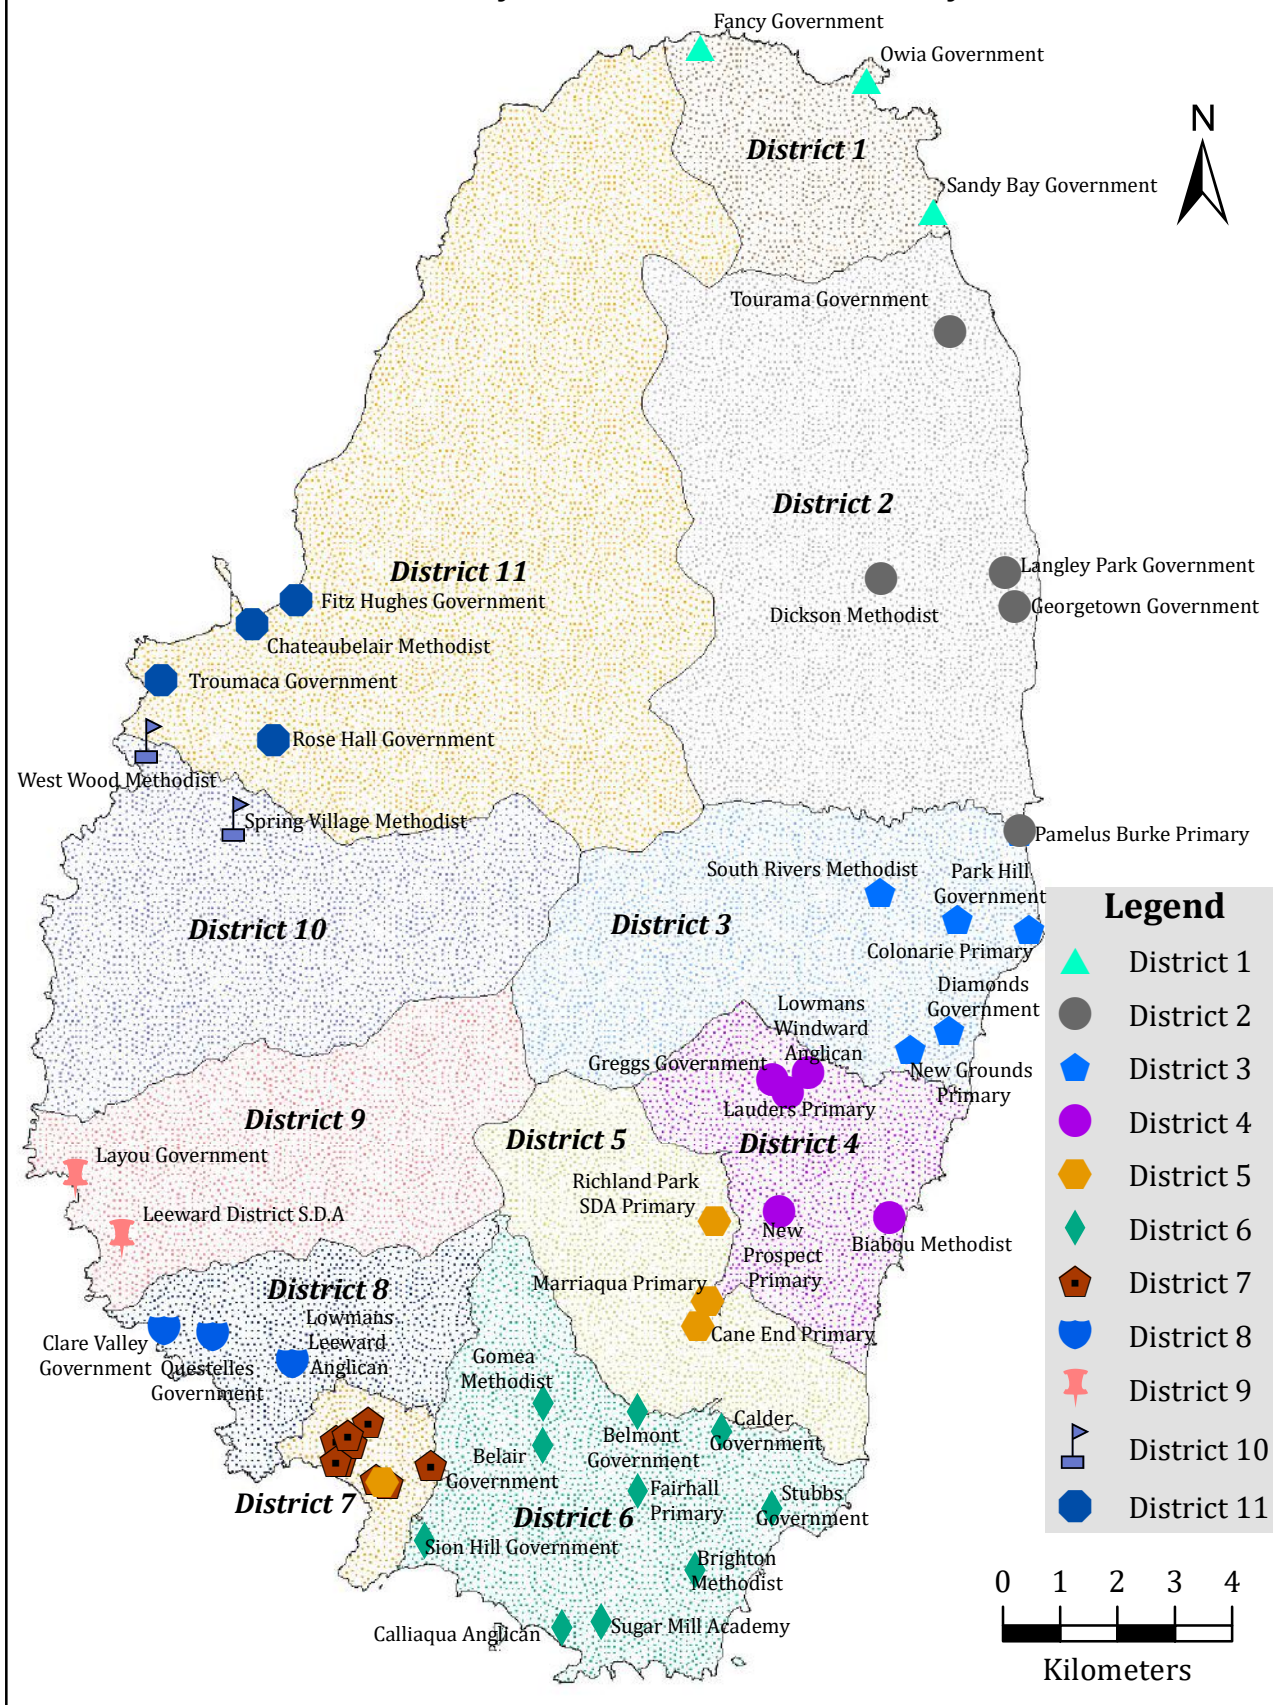 Fancy Government
Owia Government
N
District 1
Sandy Bay Government
Tourama Government
District 2
Langley Park Government
District 11
Fitz Hughes Government
Georgetown Government
Dickson Methodist
Chateaubelair Methodist
Troumaca Government
Rose Hall Government
West Wood Methodist
Spring Village Methodist
Pamelus Burke Primary
South Rivers Methodist
Park Hill
Government
District 10
District 3
Colonarie Primary
Diamonds
Government
Lowmans
Windward
Anglican
Greggs Government
New Grounds
Primary
Lauders Primary
District 9
District 5
District 4
Layou Government
Richland Park
SDA Primary
Leeward District S.D.A
New
Prospect
Primary
Biabou Methodist
District 8
Marriaqua Primary
Lowmans
Leeward
Anglican
Cane End Primary
Clare Valley
Government
Questelles
Government
Gomea
Methodist
Calder
Government
Belmont
Government
Belair
Government
Fairhall
Primary
Stubbs
Government
District 7
District 6
Sion Hill Government
Brighton
Methodist
Calliaqua Anglican
Sugar Mill Academy
Legend
District 1
District 2
District 3
District 4
District 5
District 6
District 7
District 8
District 9
District 10
District 11
0 1 2 3 4
Kilometers